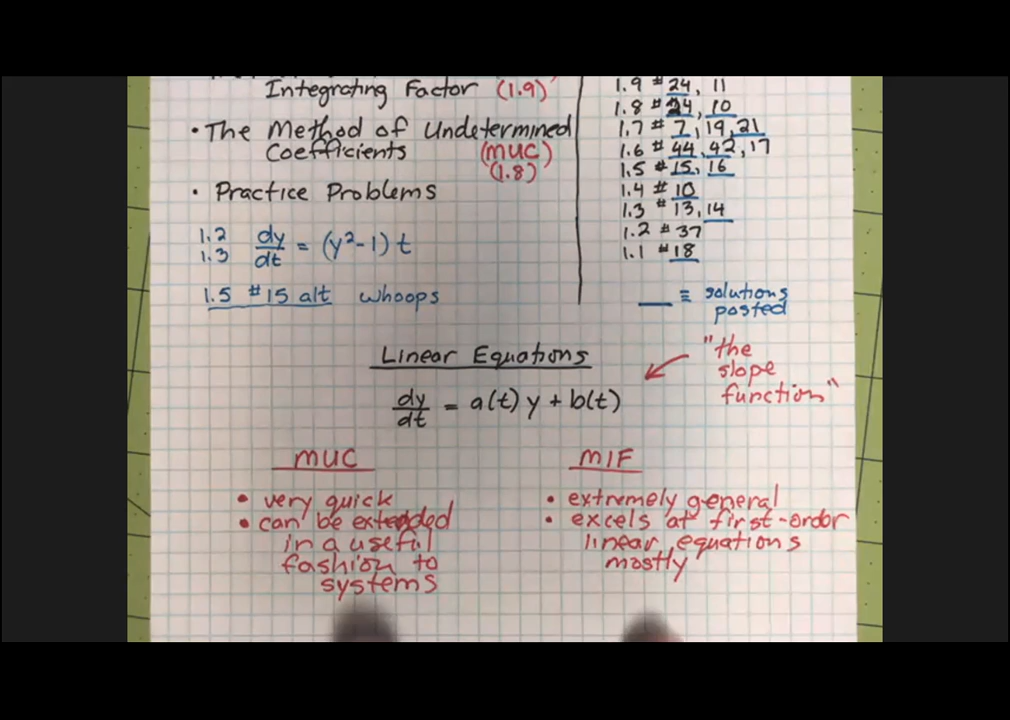 Integrating Factor (1.9)
• The Method of Undetermined
Coefficients (MUC)
(1.8)
• Practice Problems
1.2 dy/dt = (y²-1) t
1.3
1.5 #15 alt whoops
1.9 # 24, 11
1.8 # 24, 10
1.7 # 7, 19, 21
1.6 # 44, 42, 17
1.5 # 15, 16
1.4 # 10
1.3 # 13, 14
1.2 # 37
1.1 # 18
___ ≡ solutions
posted
Linear Equations
dy/dt = a(t) y + b(t)
"the
slope
function"
MUC
• very quick
• can be extended
in a useful
fashion to
systems
MIF
• extremely general
• excels at first-order
linear equations
mostly